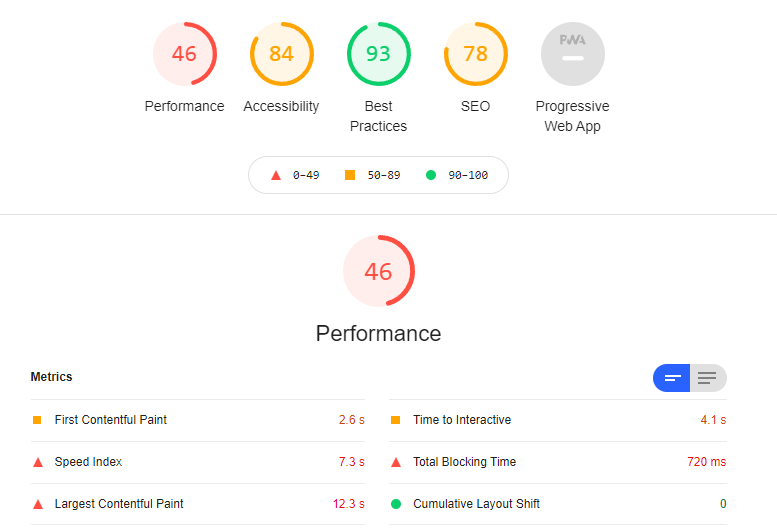 46 84 93 78 PWA
Performance Accessibility Best Practices SEO Progressive Web App
0–49 50–89 90–100
46
Performance
Metrics
First Contentful Paint 2.6 s
Time to Interactive 4.1 s
Speed Index 7.3 s
Total Blocking Time 720 ms
Largest Contentful Paint 12.3 s
Cumulative Layout Shift 0